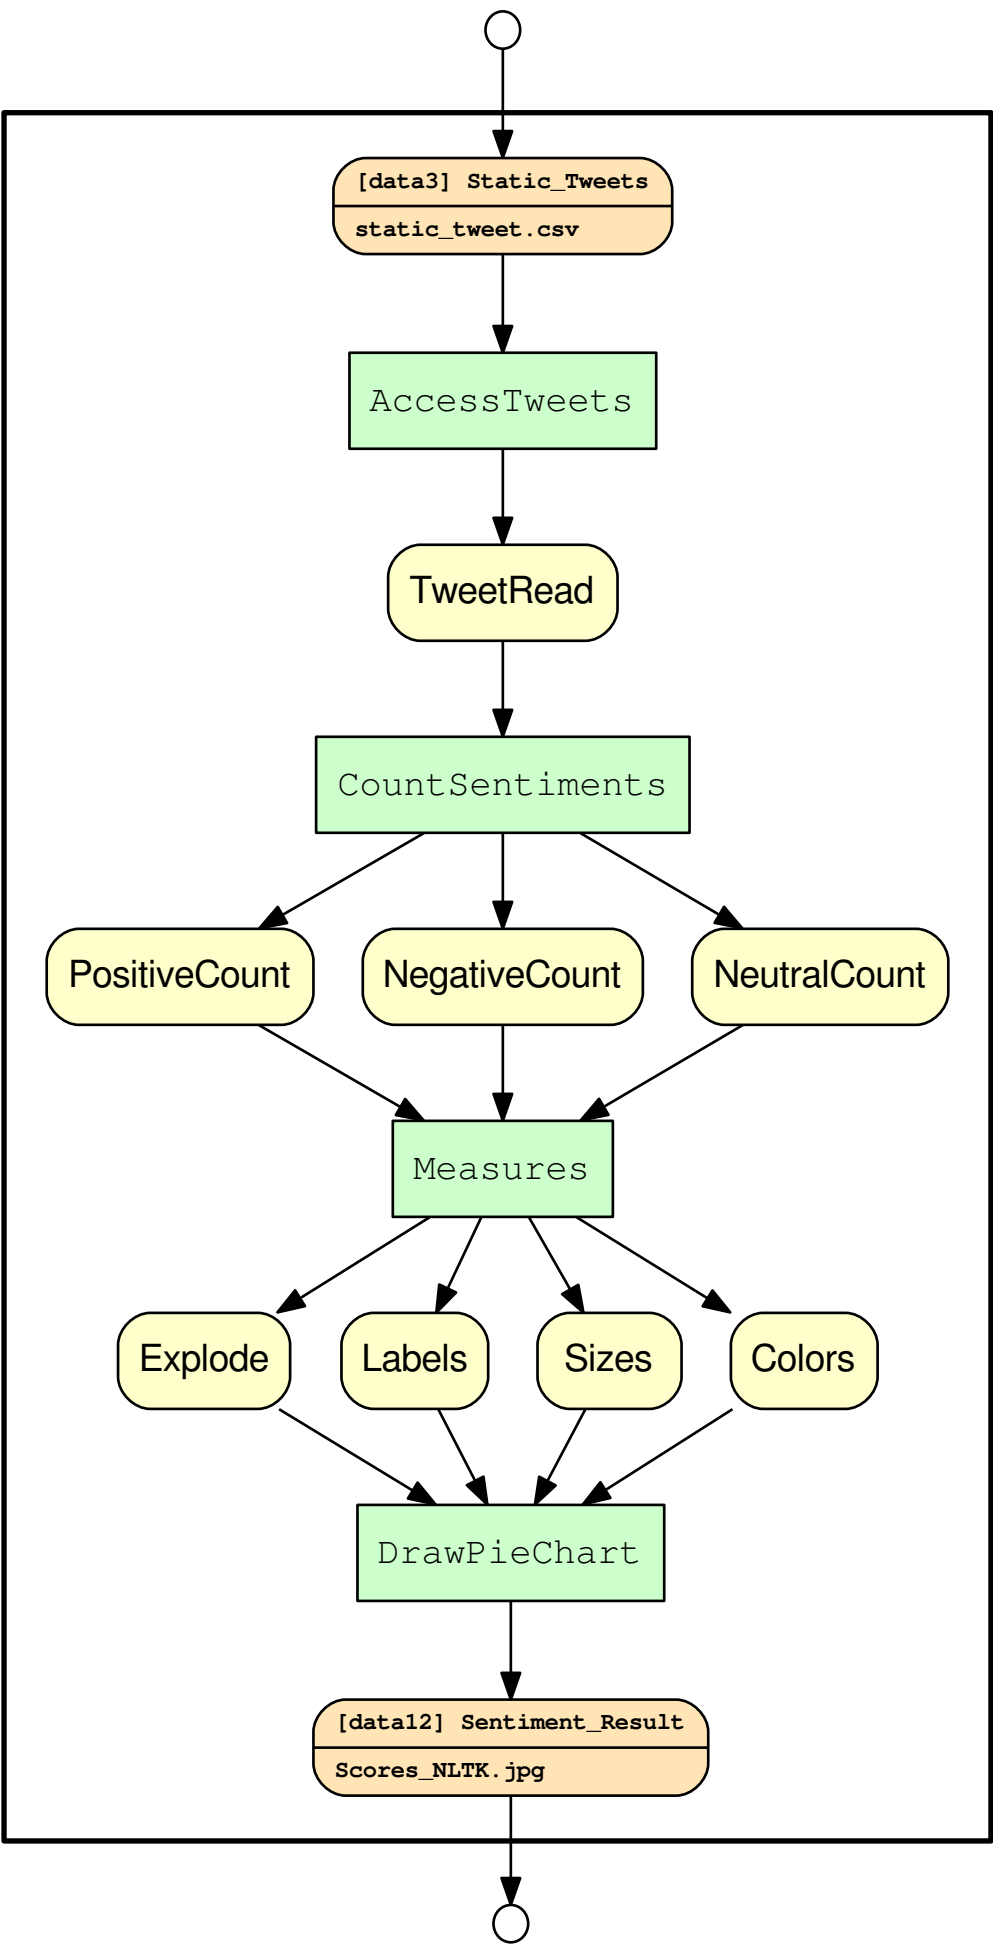 [data3] Static_Tweets
static_tweet.csv
AccessTweets
TweetRead
CountSentiments
PositiveCount
NegativeCount
NeutralCount
Measures
Explode
Labels
Sizes
Colors
DrawPieChart
[data12] Sentiment_Result
Scores_NLTK.jpg